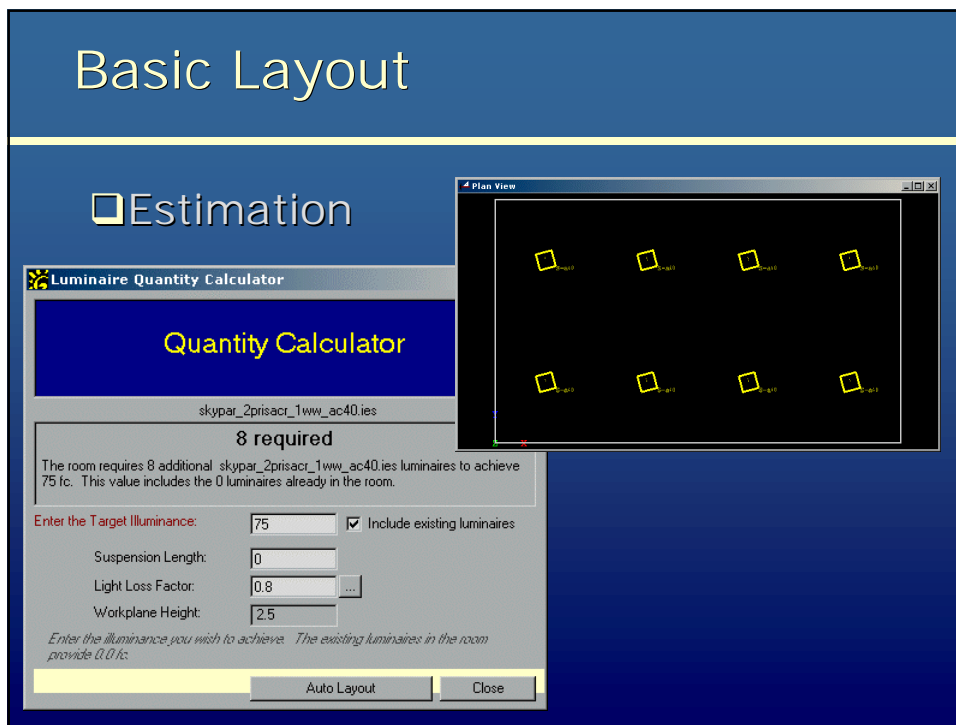 Basic Layout
Estimation
Plan View
Luminaire Quantity Calculator
Quantity Calculator
skypar_2prisacr_1ww_ac40.ies
8 required
The room requires 8 additional skypar_2prisacr_1ww_ac40.ies luminaires to achieve
75 fc. This value includes the 0 luminaires already in the room.
Enter the Target Illuminance: 75 Include existing luminaires
Suspension Length: 0
Light Loss Factor: 0.8 ...
Workplane Height: 2.5
Enter the illuminance you wish to achieve. The existing luminaires in the room
provide 0.0 fc.
Auto Layout Close